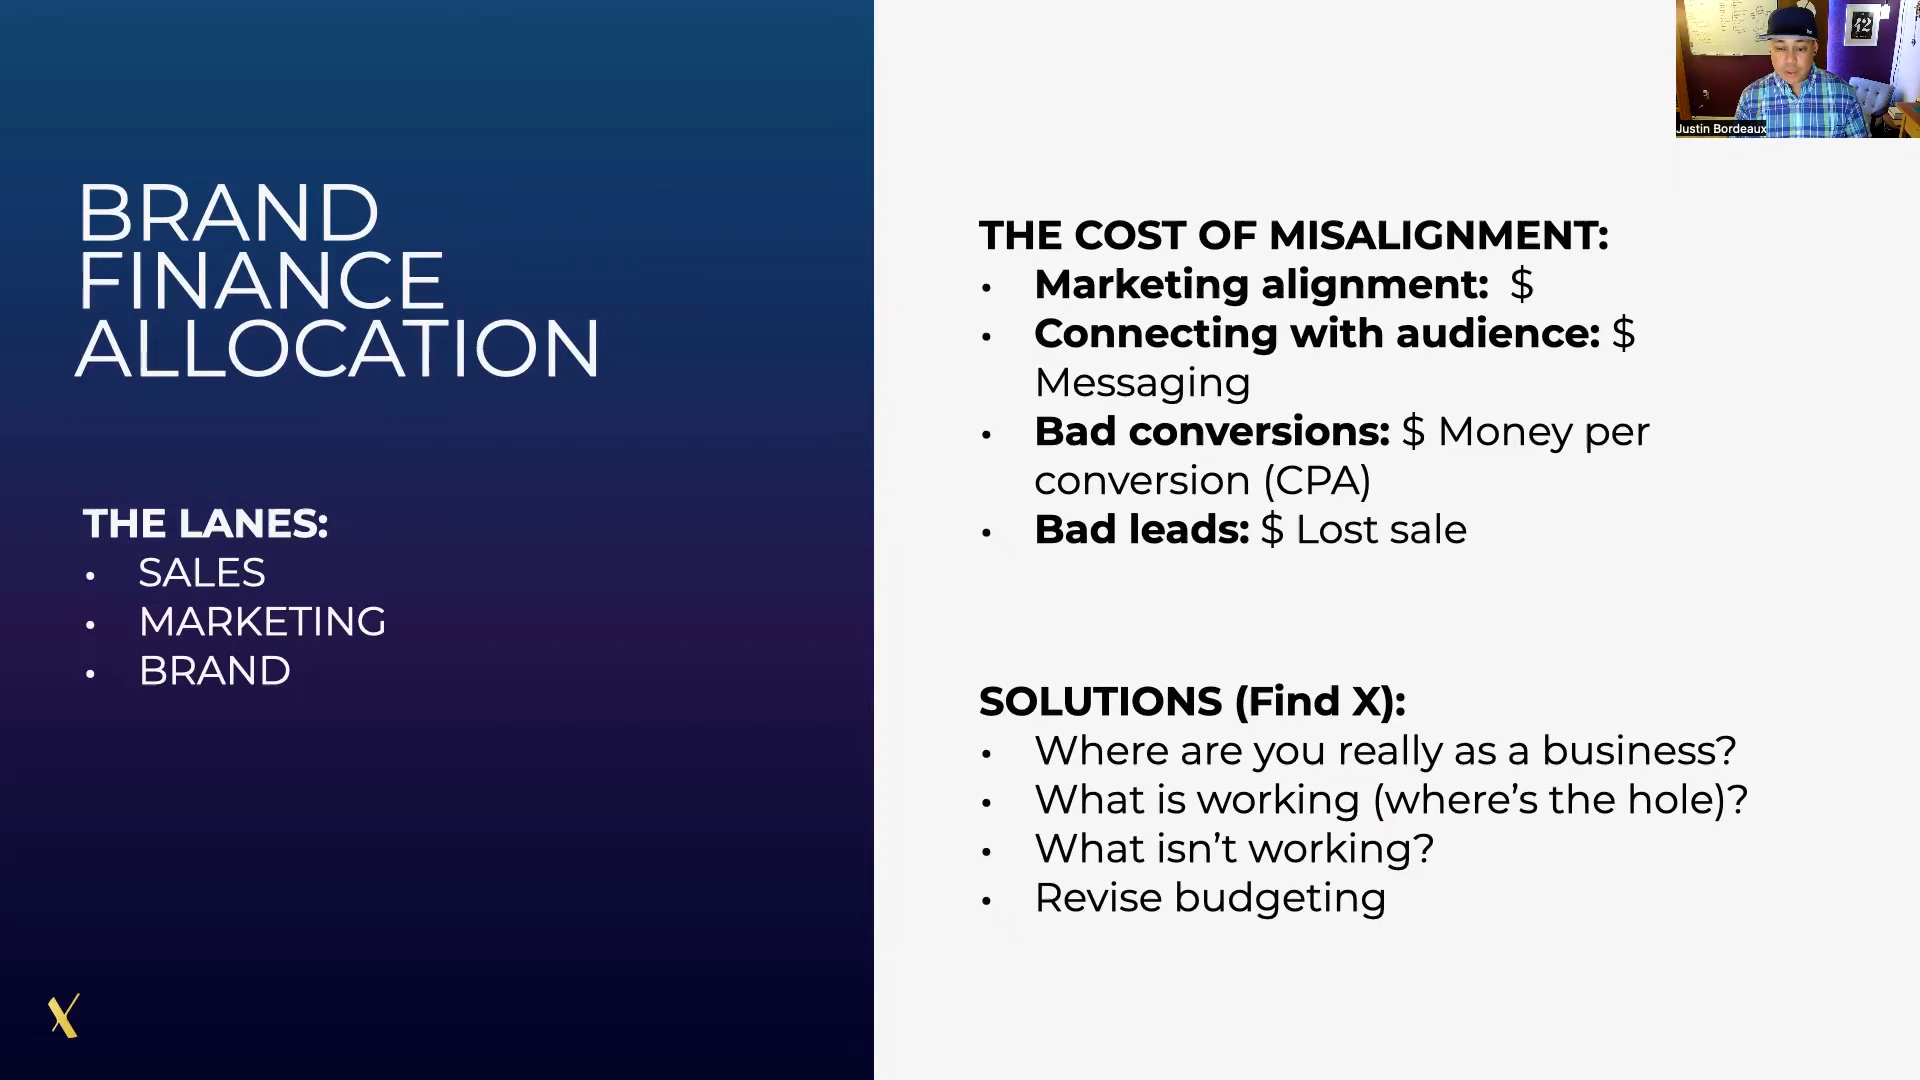 BRAND
FINANCE
ALLOCATION
THE LANES:
• SALES
• MARKETING
• BRAND
THE COST OF MISALIGNMENT:
• Marketing alignment: $
• Connecting with audience: $
Messaging
• Bad conversions: $ Money per
conversion (CPA)
• Bad leads: $ Lost sale
SOLUTIONS (Find X):
• Where are you really as a business?
• What is working (where’s the hole)?
• What isn’t working?
• Revise budgeting
X
42
Justin Bordeaux